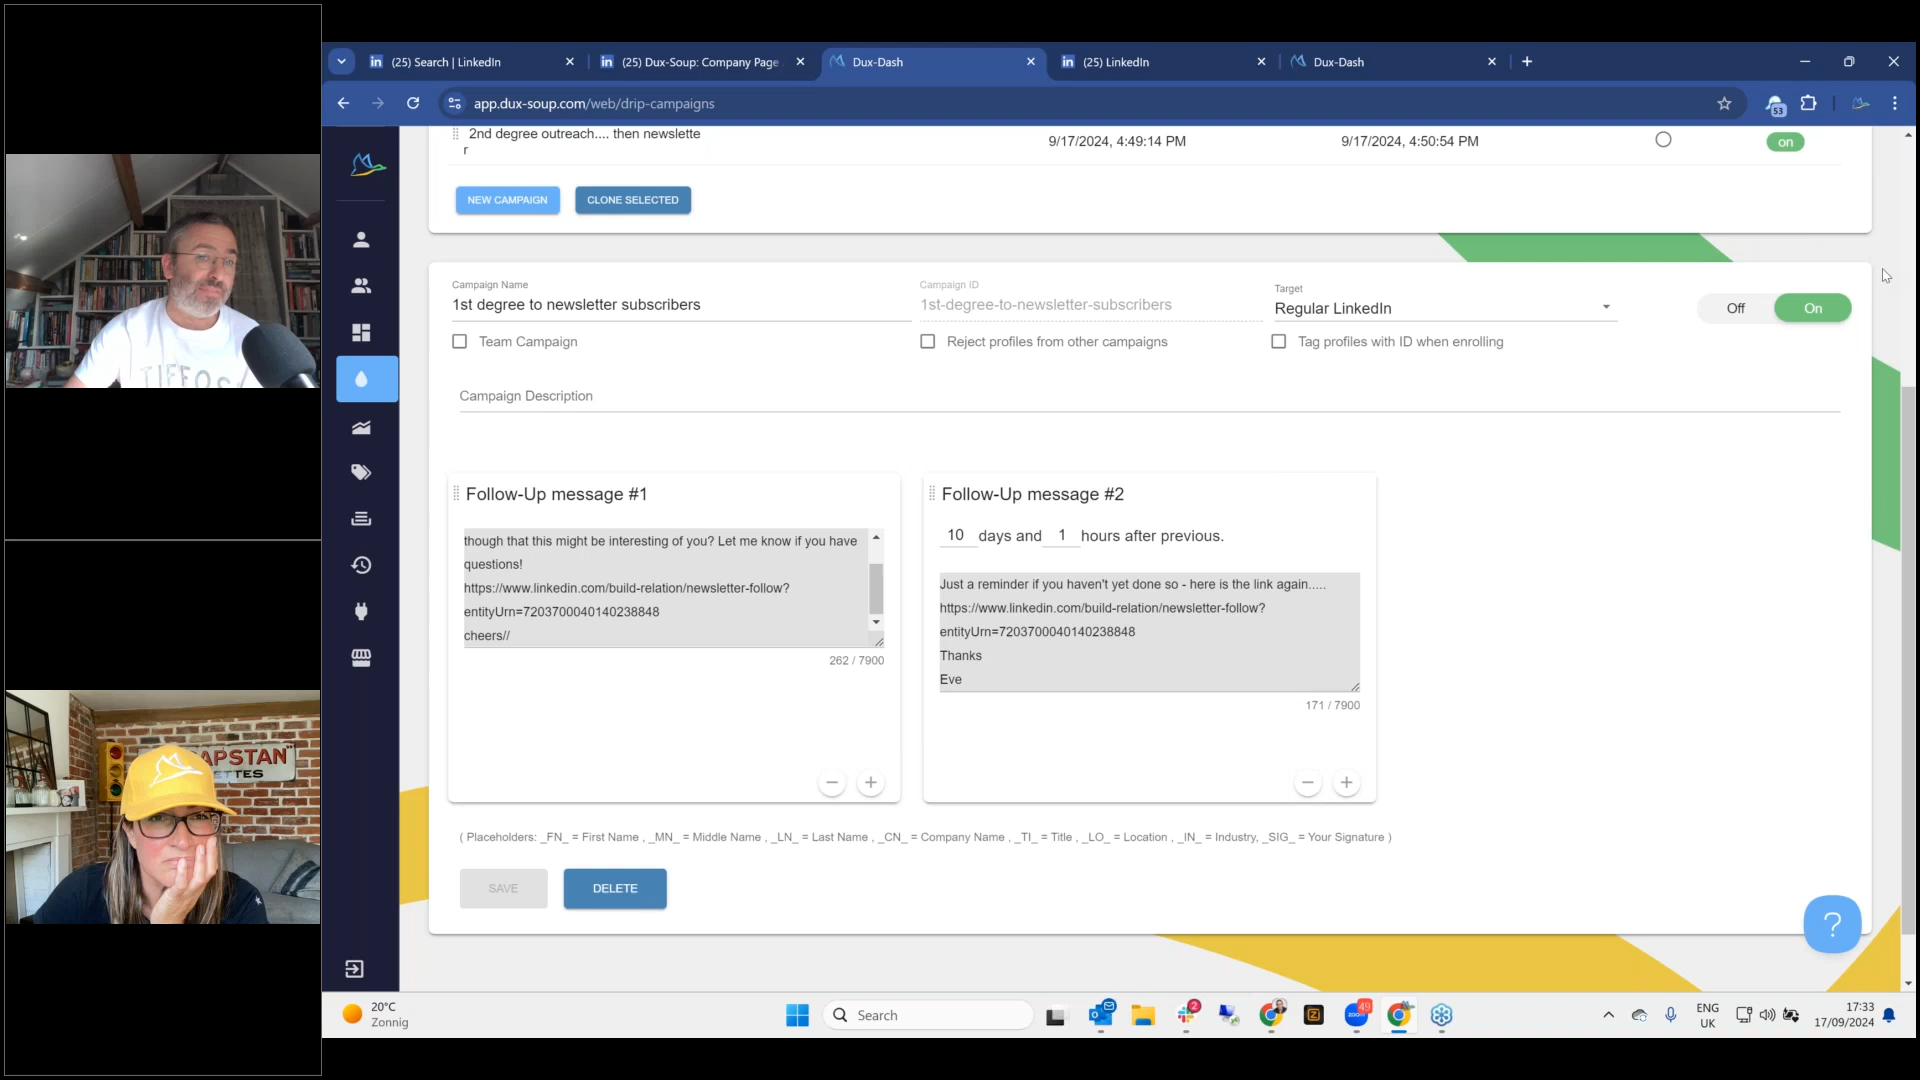 (25) Search | LinkedIn
(25) Dux-Soup: Company Page
Dux-Dash
(25) LinkedIn
Dux-Dash
app.dux-soup.com/web/drip-campaigns
53
2nd degree outreach.... then newslette
r
9/17/2024, 4:49:14 PM
9/17/2024, 4:50:54 PM
on
NEW CAMPAIGN
CLONE SELECTED
Campaign Name
1st degree to newsletter subscribers
Campaign ID
1st-degree-to-newsletter-subscribers
Target
Regular LinkedIn
Off
On
Team Campaign
Reject profiles from other campaigns
Tag profiles with ID when enrolling
Campaign Description
Follow-Up message #1
though that this might be interesting of you? Let me know if you have
questions!
https://www.linkedin.com/build-relation/newsletter-follow?
entityUrn=7203700040140238848
cheers//
262 / 7900
Follow-Up message #2
10 days and 1 hours after previous.
Just a reminder if you haven't yet done so - here is the link again.....
https://www.linkedin.com/build-relation/newsletter-follow?
entityUrn=7203700040140238848
Thanks
Eve
171 / 7900
( Placeholders: _FN_ = First Name , _MN_ = Middle Name , _LN_ = Last Name , _CN_ = Company Name , _TI_ = Title , _LO_ = Location , _IN_ = Industry, _SIG_ = Your Signature )
SAVE
DELETE
?
20°C
Zonnig
Search
2
zoom
49
ENG
UK
17:33
17/09/2024
TIFFOS
APSTAN
ETTES